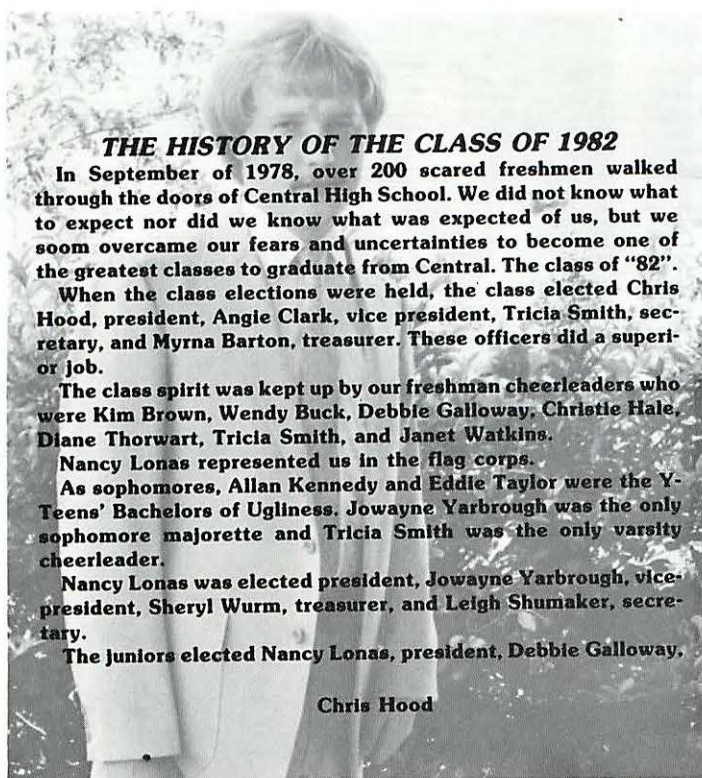 THE HISTORY OF THE CLASS OF 1982
In September of 1978, over 200 scared freshmen walked
through the doors of Central High School. We did not know what
to expect nor did we know what was expected of us, but we
soom overcame our fears and uncertainties to become one of
the greatest classes to graduate from Central. The class of "82".
When the class elections were held, the class elected Chris
Hood, president, Angie Clark, vice president, Tricia Smith, sec-
retary, and Myrna Barton, treasurer. These officers did a superi-
or job.
The class spirit was kept up by our freshman cheerleaders who
were Kim Brown, Wendy Buck, Debbie Galloway, Christie Hale,
Diane Thorwart, Tricia Smith, and Janet Watkins.
Nancy Lonas represented us in the flag corps.
As sophomores, Allan Kennedy and Eddie Taylor were the Y-
Teens' Bachelors of Ugliness. Jowayne Yarbrough was the only
sophomore majorette and Tricia Smith was the only varsity
cheerleader.
Nancy Lonas was elected president, Jowayne Yarbrough, vice-
president, Sheryl Wurm, treasurer, and Leigh Shumaker, secre-
tary.
The juniors elected Nancy Lonas, president, Debbie Galloway,
Chris Hood